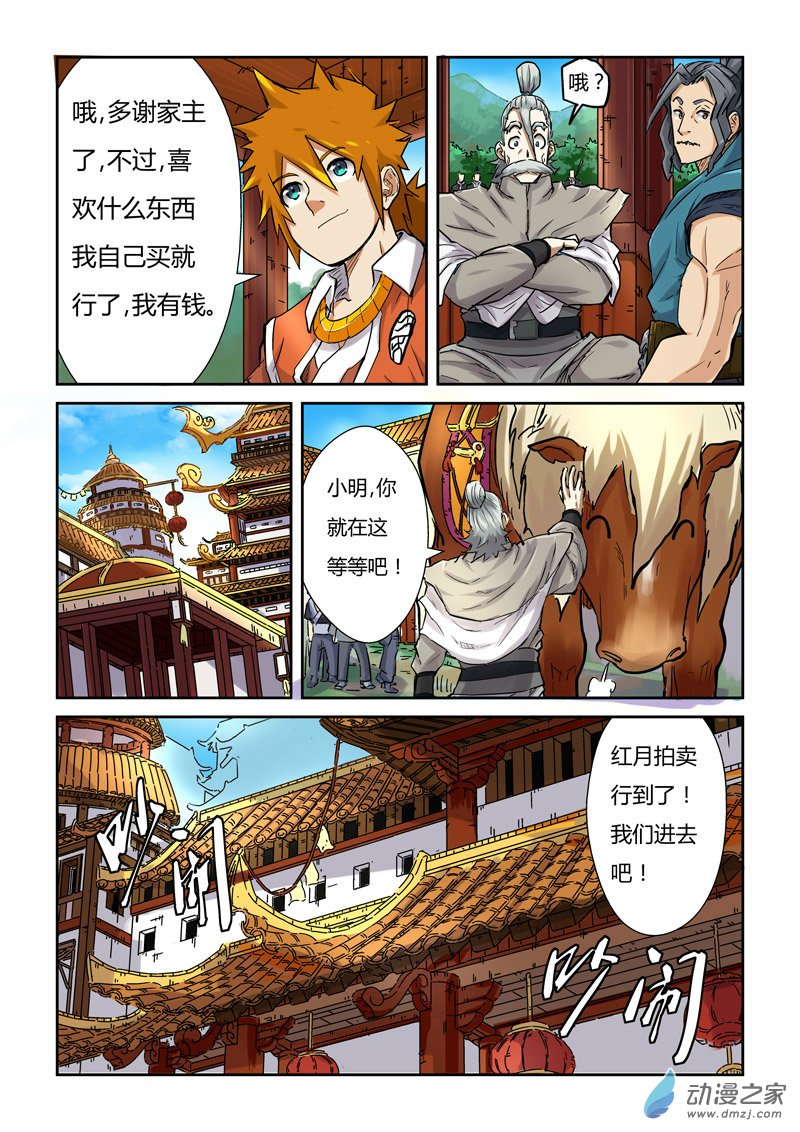 哦,多谢家主
了,不过,喜
欢什么东西
我自己买就
行了,我有钱。
哦?
小明,你
就在这
等等吧!
红月拍卖
行到了!
我们进去
吧!
吵闹
吵闹
动漫之家
www.dmzj.com